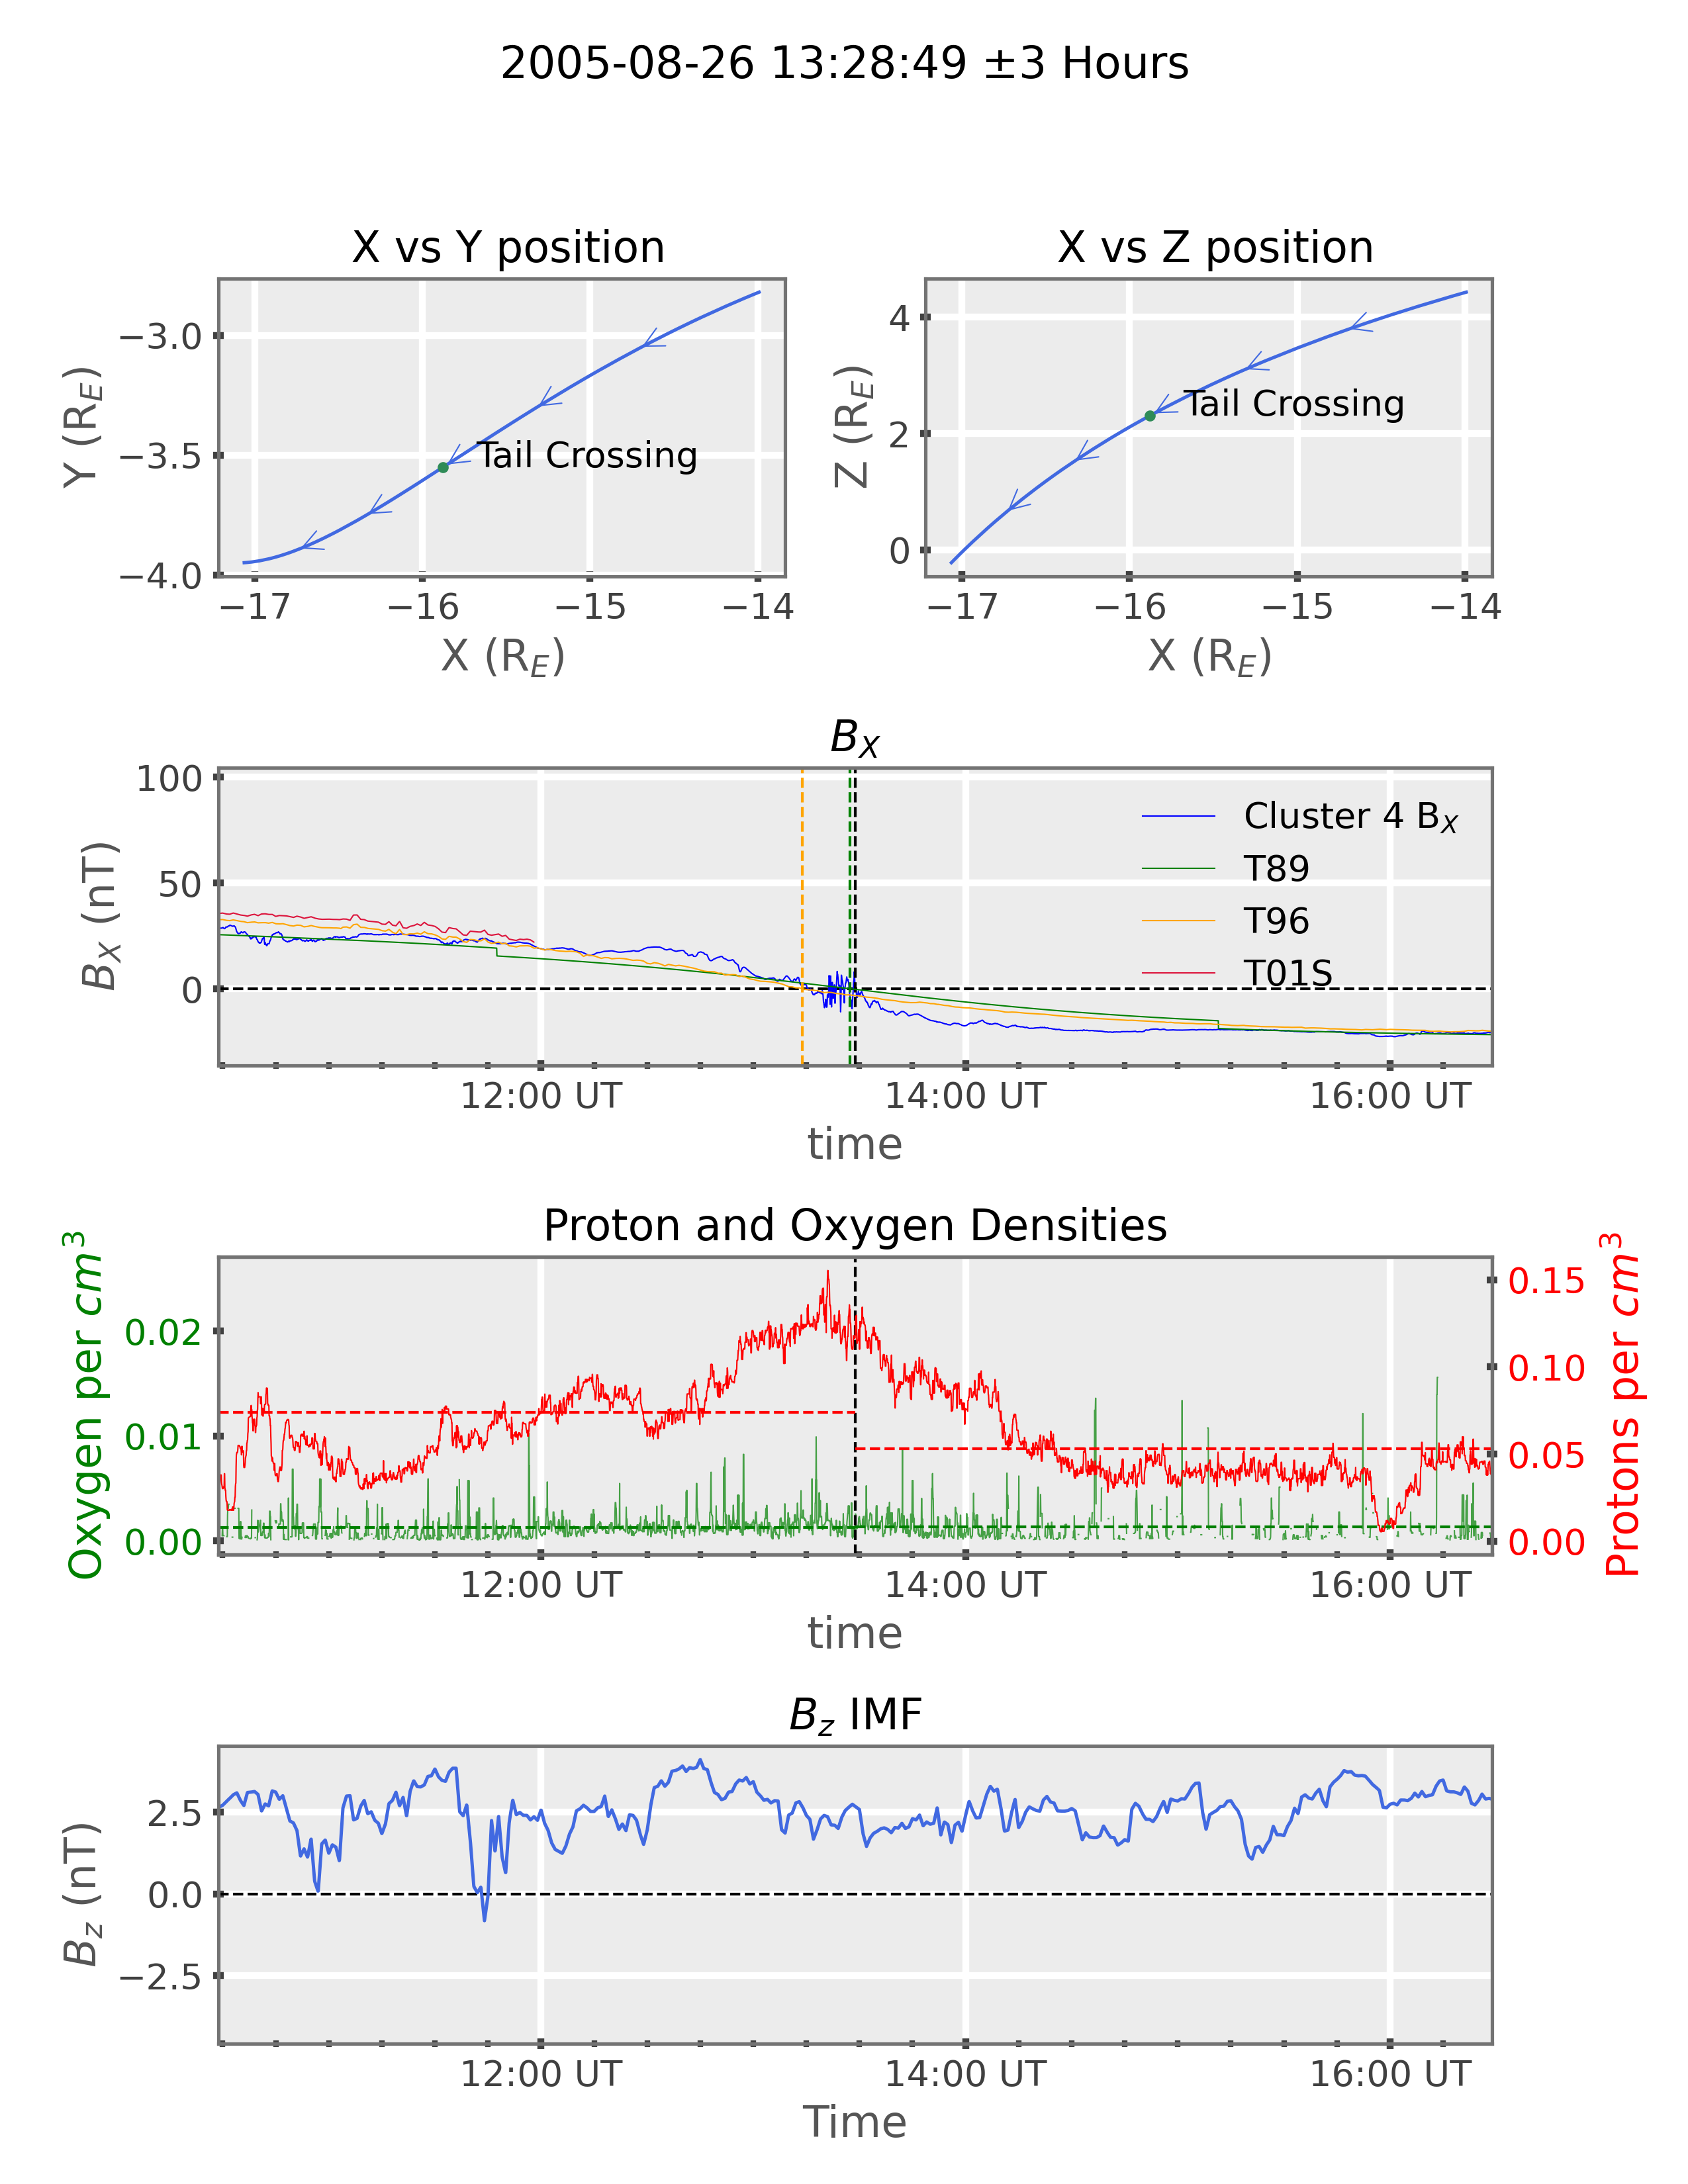 2005-08-26 13:28:49 ±3 Hours
X vs Y position
X vs Z position
Y (R_E)
−3.0
−3.5
−4.0
Tail Crossing
−17 −16 −15 −14
X (R_E)
Z (R_E)
4
2
0
Tail Crossing
−17 −16 −15 −14
X (R_E)
B_X
B_X (nT)
100
50
0
Cluster 4 B_X
T89
T96
T01S
12:00 UT 14:00 UT 16:00 UT
time
Proton and Oxygen Densities
Oxygen per cm³
0.02
0.01
0.00
Protons per cm³
0.15
0.10
0.05
0.00
12:00 UT 14:00 UT 16:00 UT
time
B_z IMF
B_z (nT)
2.5
0.0
−2.5
12:00 UT 14:00 UT 16:00 UT
Time